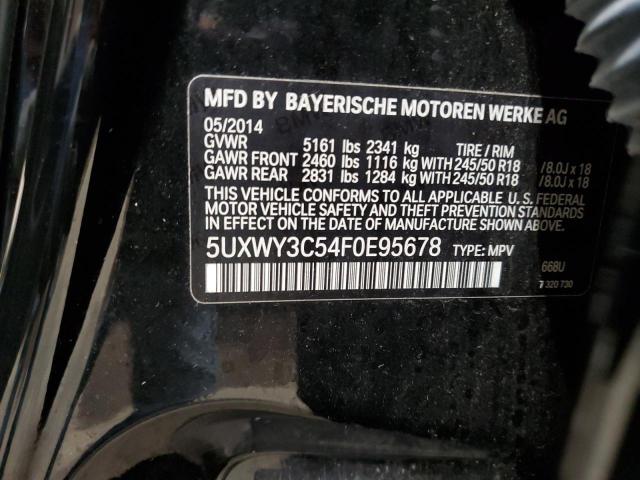 MFD BY BAYERISCHE MOTOREN WERKE AG
05/2014
GVWR 5161 lbs 2341 kg TIRE / RIM
GAWR FRONT 2460 lbs 1116 kg WITH 245/50 R18 / 8.0J x 18
GAWR REAR 2831 lbs 1284 kg WITH 245/50 R18 / 8.0J x 18
THIS VEHICLE CONFORMS TO ALL APPLICABLE U. S. FEDERAL
MOTOR VEHICLE SAFETY AND THEFT PREVENTION STANDARDS
IN EFFECT ON THE DATE OF MANUFACTURE SHOWN ABOVE.
5UXWY3C54F0E95678 TYPE: MPV
668U
7 320 730